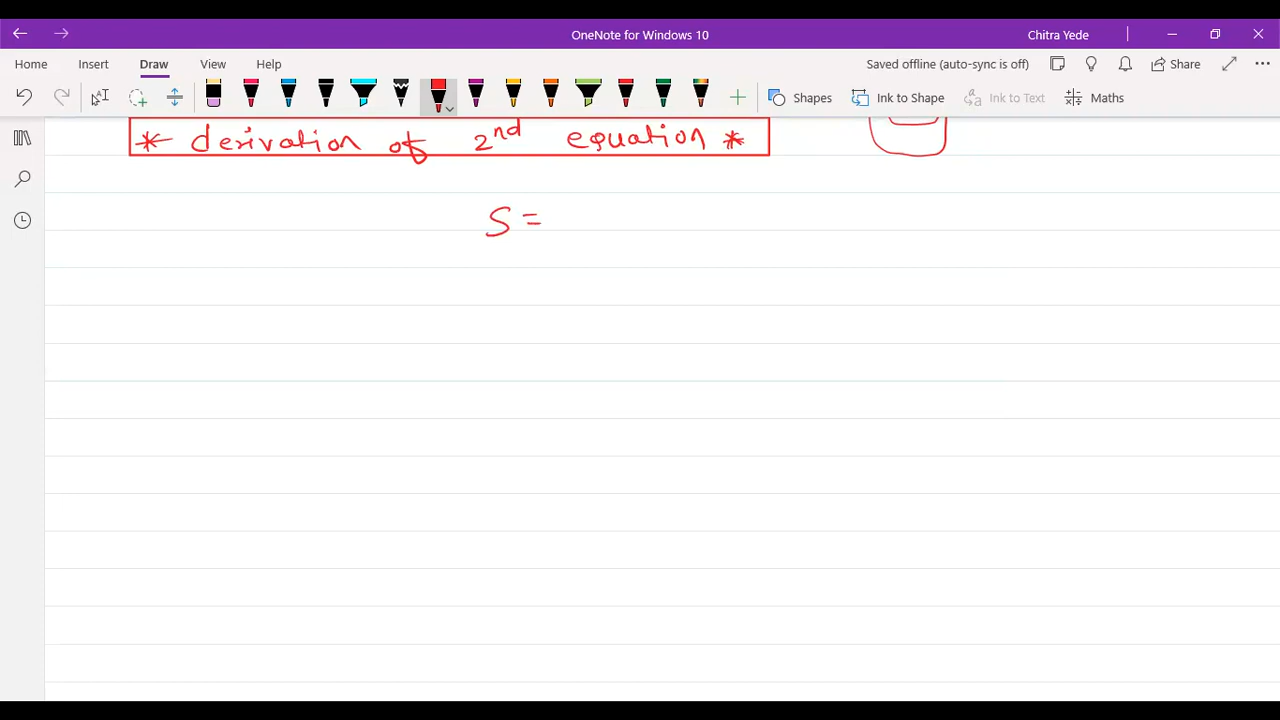 OneNote for Windows 10
Chitra Yede
Home Insert Draw View Help
Saved offline (auto-sync is off)
Share
Shapes
Ink to Shape
Ink to Text
Maths
* derivation of 2nd equation *
S =